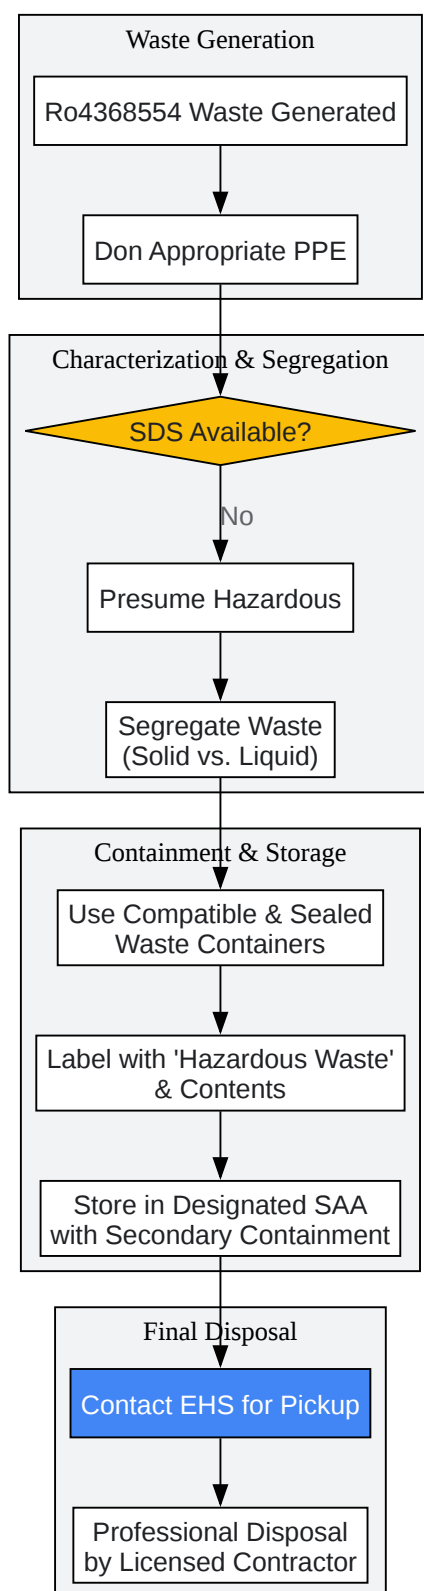 Waste Generation
Ro4368554 Waste Generated
Don Appropriate PPE
Characterization & Segregation
SDS Available?
No
Presume Hazardous
Segregate Waste
(Solid vs. Liquid)
Containment & Storage
Use Compatible & Sealed
Waste Containers
Label with 'Hazardous Waste'
& Contents
Store in Designated SAA
with Secondary Containment
Final Disposal
Contact EHS for Pickup
Professional Disposal
by Licensed Contractor